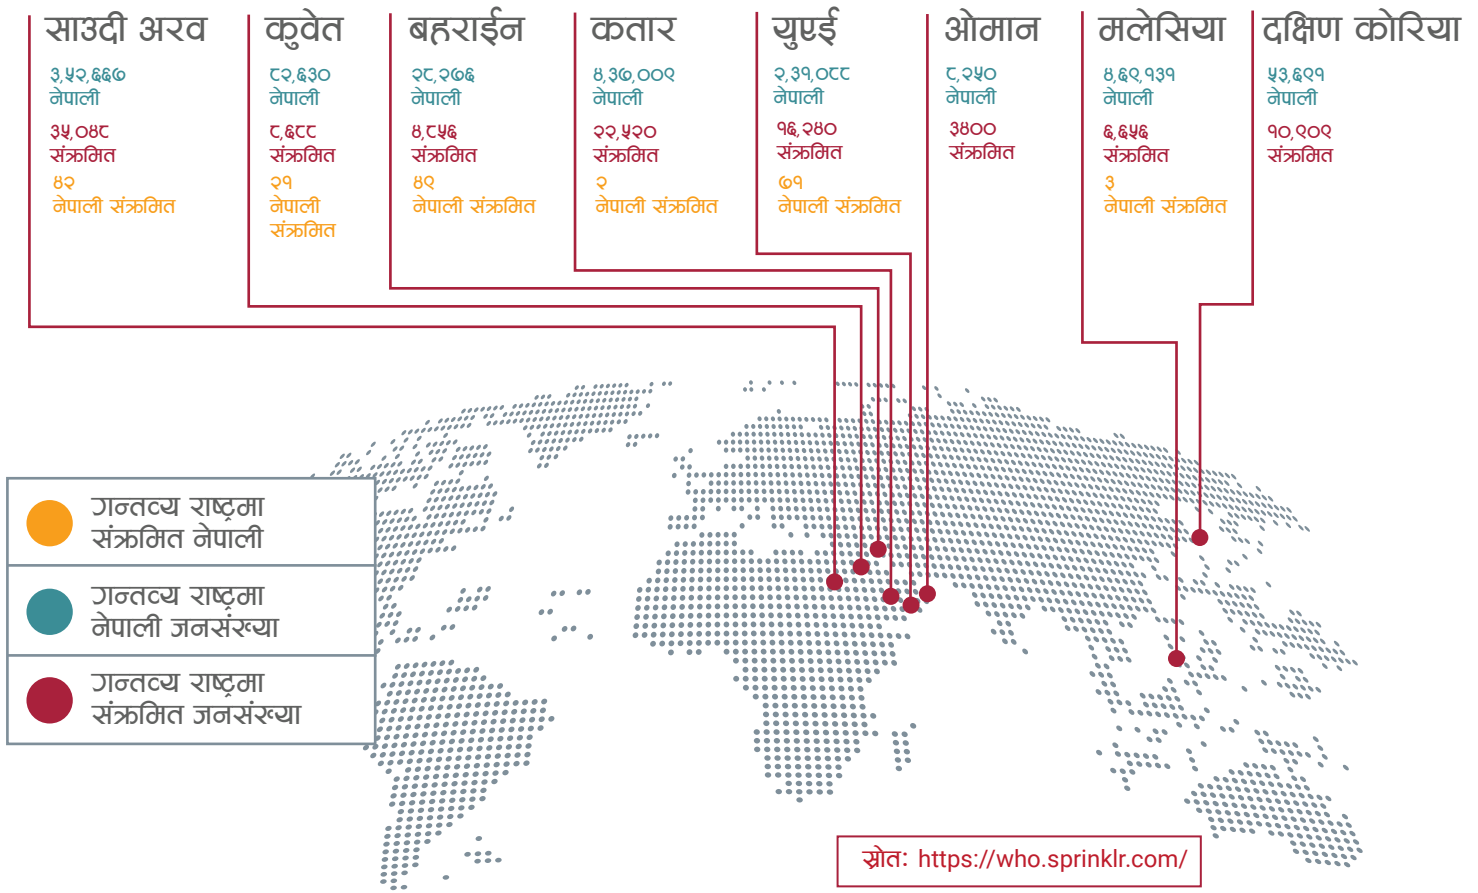 साउदी अरव
३,५२,६६७
नेपाली
३५,०४८
संक्रमित
४२
नेपाली संक्रमित
कुवेत
८२,६३०
नेपाली
८,६८८
संक्रमित
२१
नेपाली
संक्रमित
बहराईन
२८,२७६
नेपाली
४,८५६
संक्रमित
४९
नेपाली संक्रमित
कतार
४,३७,००९
नेपाली
२२,५२०
संक्रमित
२
नेपाली संक्रमित
युएई
२,३१,०८८
नेपाली
१६,२४०
संक्रमित
७१
नेपाली संक्रमित
ओमान
८,२५०
नेपाली
३४००
संक्रमित
मलेसिया
४,६९,१३१
नेपाली
६,६५६
संक्रमित
३
नेपाली संक्रमित
दक्षिण कोरिया
५३,६९१
नेपाली
१०,९०९
संक्रमित
गन्तव्य राष्ट्रमा
संक्रमित नेपाली
गन्तव्य राष्ट्रमा
नेपाली जनसंख्या
गन्तव्य राष्ट्रमा
संक्रमित जनसंख्या
स्रोतः https://who.sprinklr.com/